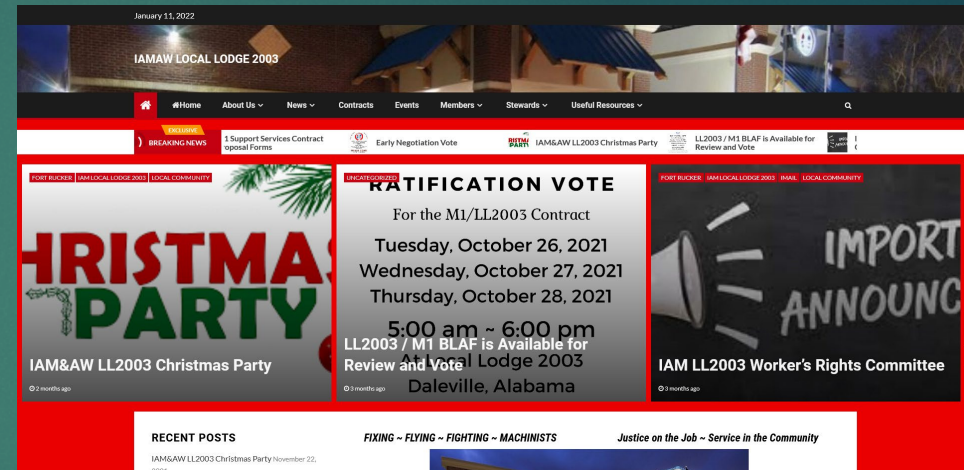 January 11, 2022
IAMAW LOCAL LODGE 2003
Home About Us News Contracts Events Members Stewards Useful Resources
EXCLUSIVE
BREAKING NEWS
1 Support Services Contract
oposal Forms
Early Negotiation Vote
RISTM
PART
IAM&AW LL2003 Christmas Party
LL2003 / M1 BLAF is Available for
Review and Vote
FORT RUCKER IAM LOCAL LODGE 2003 LOCAL COMMUNITY
HRISTMAS
PARTY
IAM&AW LL2003 Christmas Party
2 months ago
UNCATEGORIZED
RATIFICATION VOTE
For the M1/LL2003 Contract
Tuesday, October 26, 2021
Wednesday, October 27, 2021
Thursday, October 28, 2021
5:00 am ~ 6:00 pm
At Local Lodge 2003
Daleville, Alabama
LL2003 / M1 BLAF is Available for
Review and Vote
3 months ago
FORT RUCKER IAM LOCAL LODGE 2003 IMAIL LOCAL COMMUNITY
IMPORT
ANNOUNC
IAM LL2003 Worker's Rights Committee
3 months ago
RECENT POSTS
IAM&AW LL2003 Christmas Party November 22,
FIXING ~ FLYING ~ FIGHTING ~ MACHINISTS
Justice on the Job ~ Service in the Community